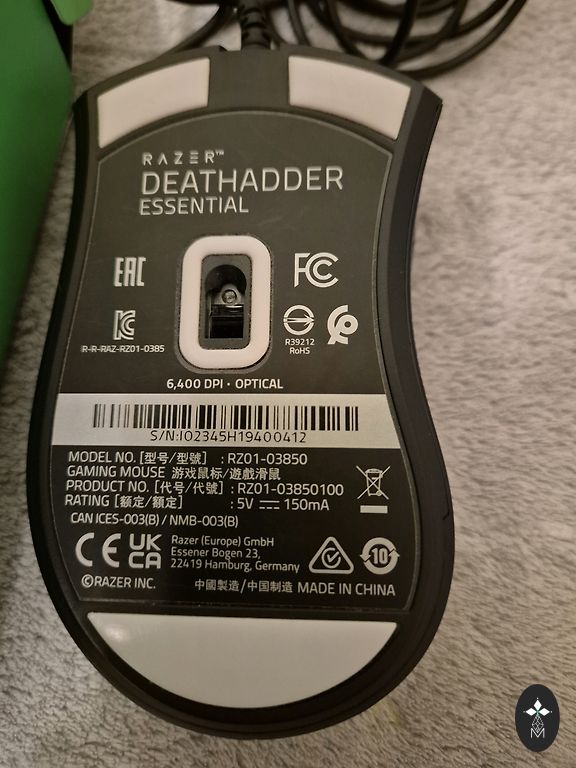 RAZER™
DEATHADDER
ESSENTIAL
EAC
FC
KC
R-R-RAZ-RZ01-0385
R39212
RoHS
6,400 DPI · OPTICAL
S/N:IO2345H19400412
MODEL NO. [型号/型號] : RZ01-03850
GAMING MOUSE 游戏鼠标/遊戲滑鼠
PRODUCT NO. [代号/代號] : RZ01-03850100
RATING [额定/額定] : 5V ⎓ 150mA
CAN ICES-003(B) / NMB-003(B)
CE UK CA
Razer (Europe) GmbH
Essener Bogen 23,
22419 Hamburg, Germany
10
©RAZER INC.
中國製造/中国制造 MADE IN CHINA
M